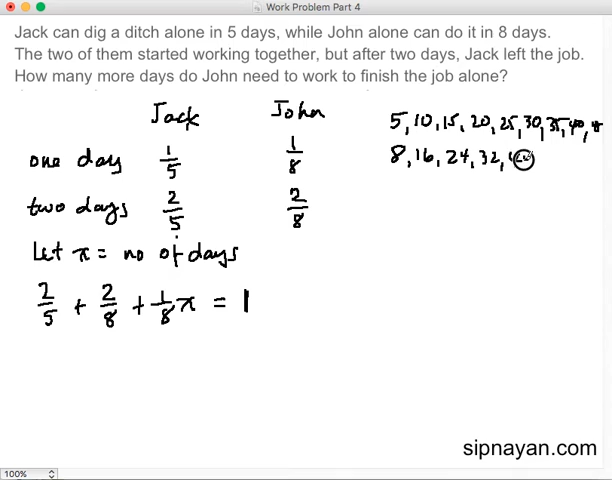 Work Problem Part 4
Jack can dig a ditch alone in 5 days, while John alone can do it in 8 days.
The two of them started working together, but after two days, Jack left the job.
How many more days do John need to work to finish the job alone?
Jack John
5, 10, 15, 20, 25, 30, 35, 40,
8, 16, 24, 32,
one day 1/5 1/8
two days 2/5 2/8
Let x = no of days
2/5 + 2/8 + 1/8 x = 1
sipnayan.com
100%